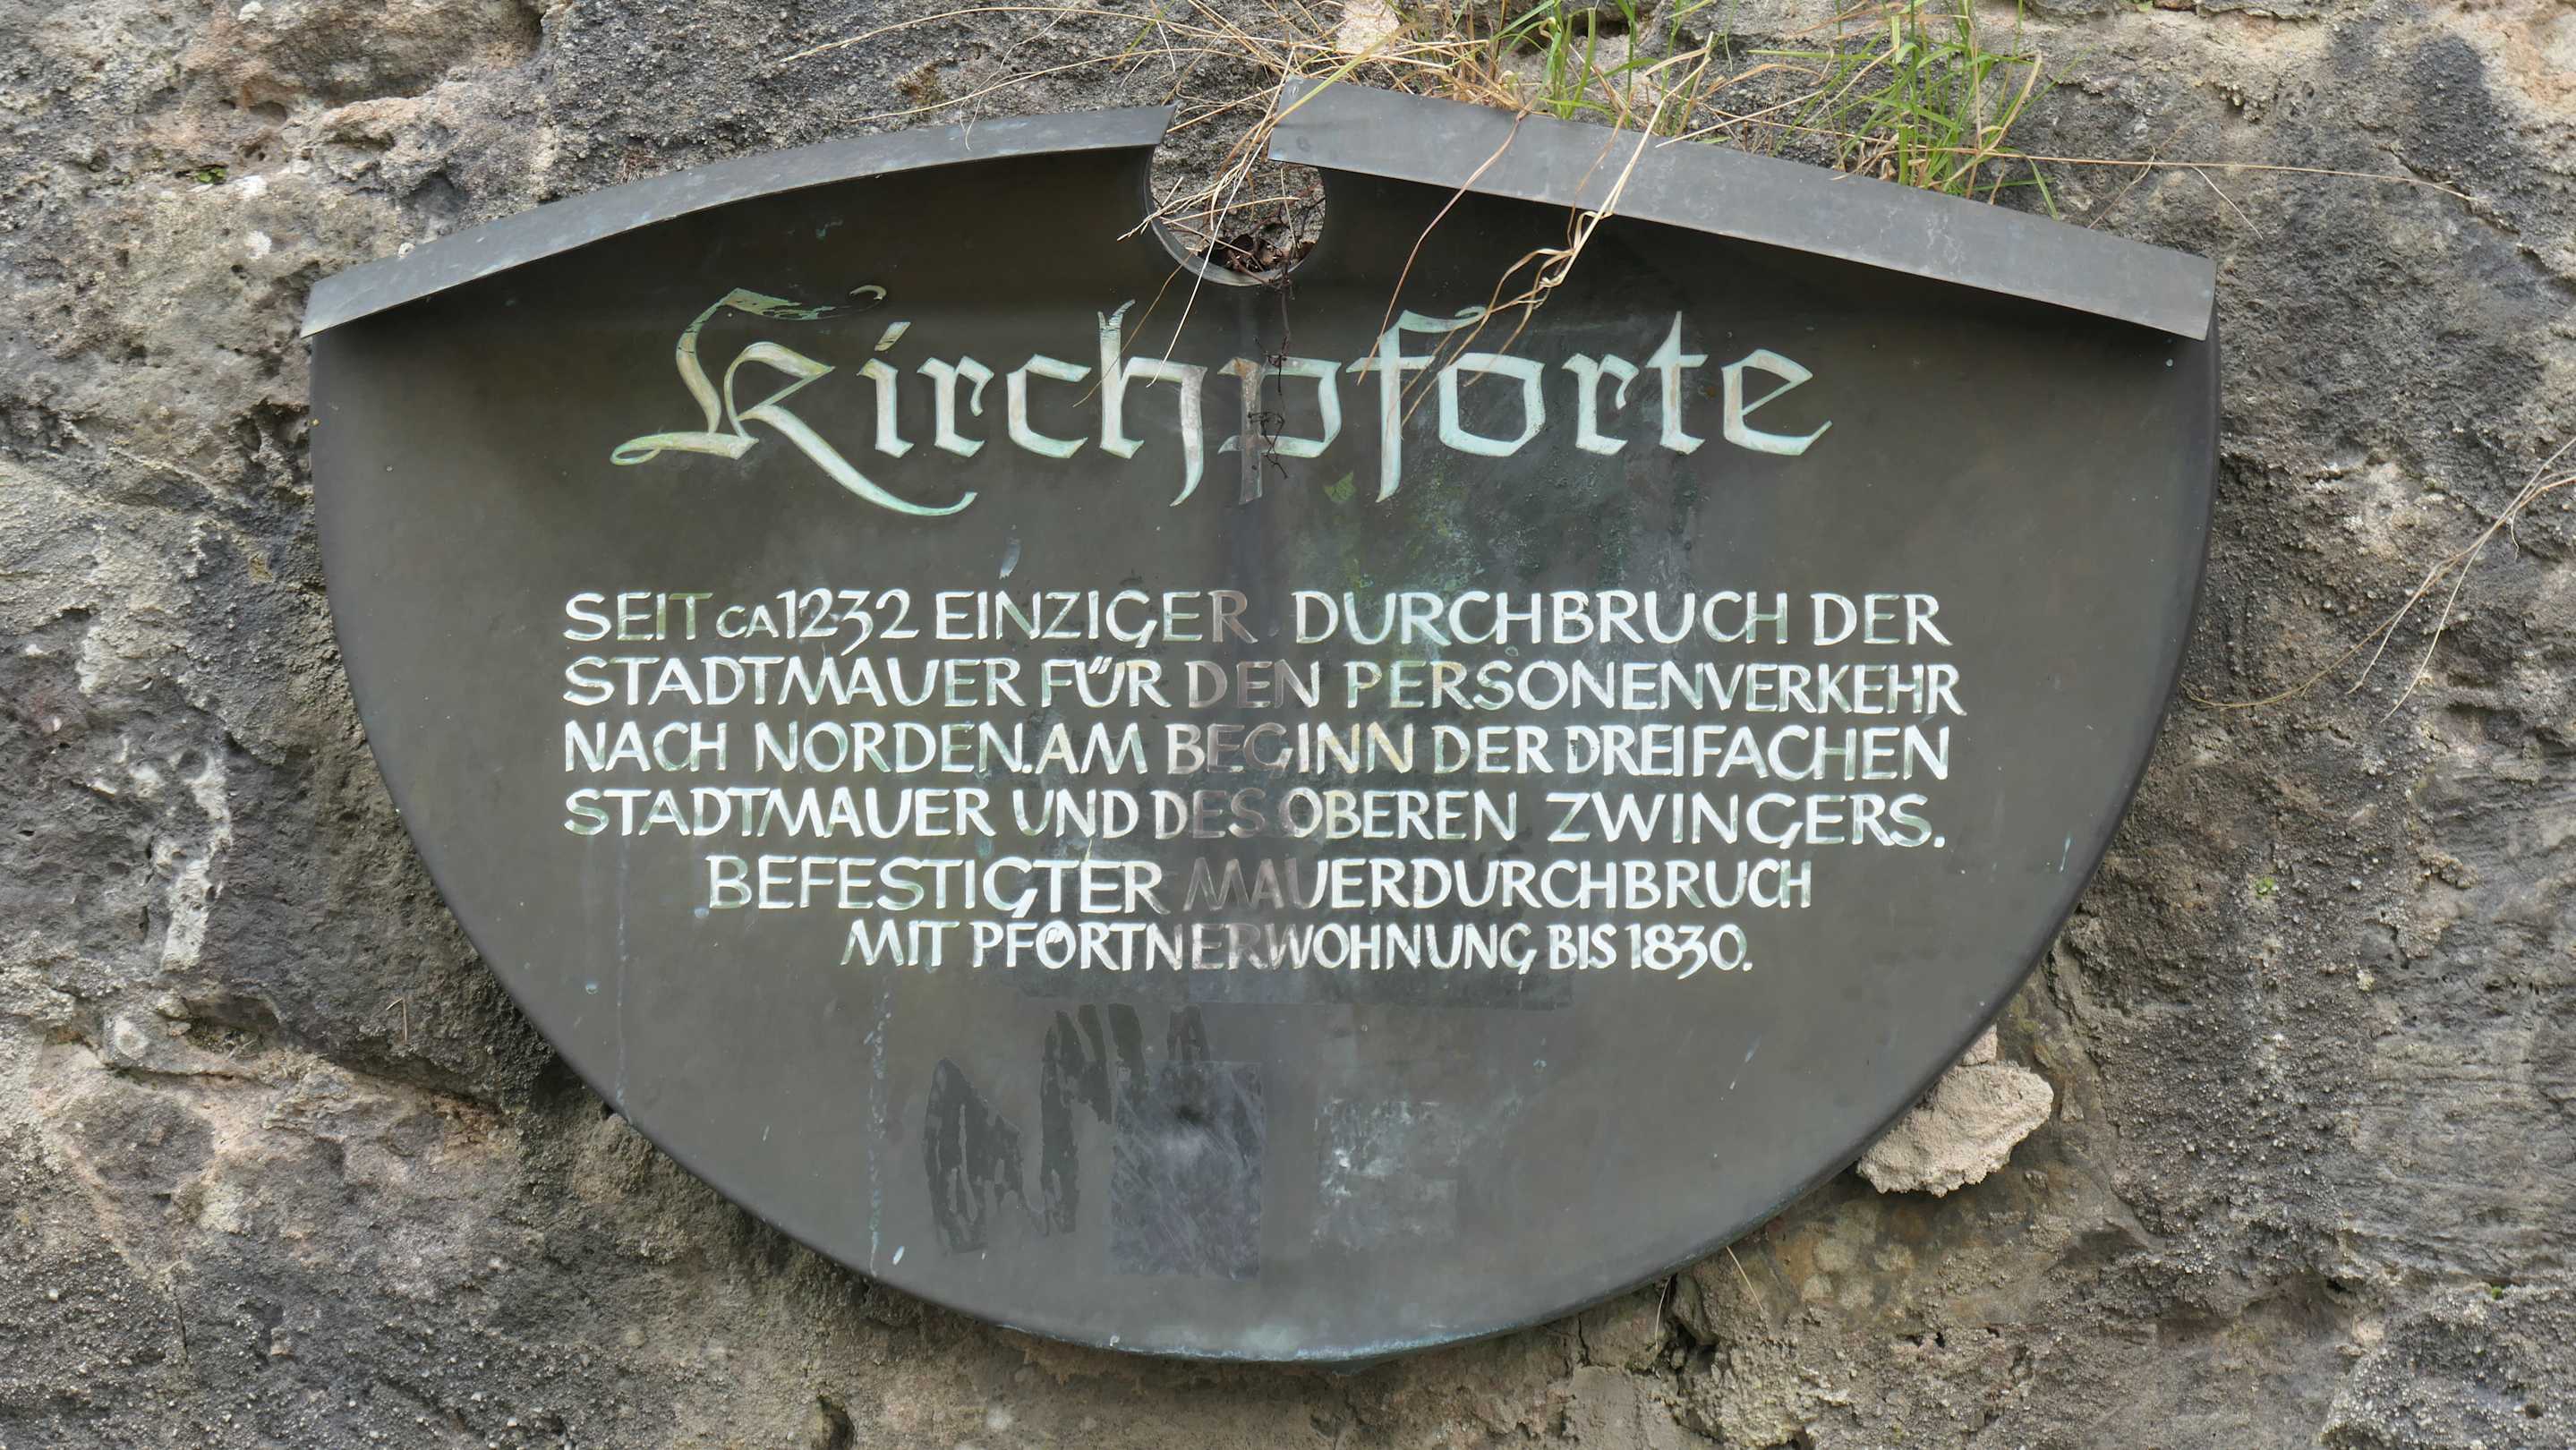 Kirchpforte
SEIT CA 1232 EINZIGER DURCHBRUCH DER
STADTMAUER FÜR DEN PERSONENVERKEHR
NACH NORDEN. AM BEGINN DER DREIFACHEN
STADTMAUER UND DES OBEREN ZWINGERS.
BEFESTIGTER MAUERDURCHBRUCH
MIT PFÖRTNERWOHNUNG BIS 1830.